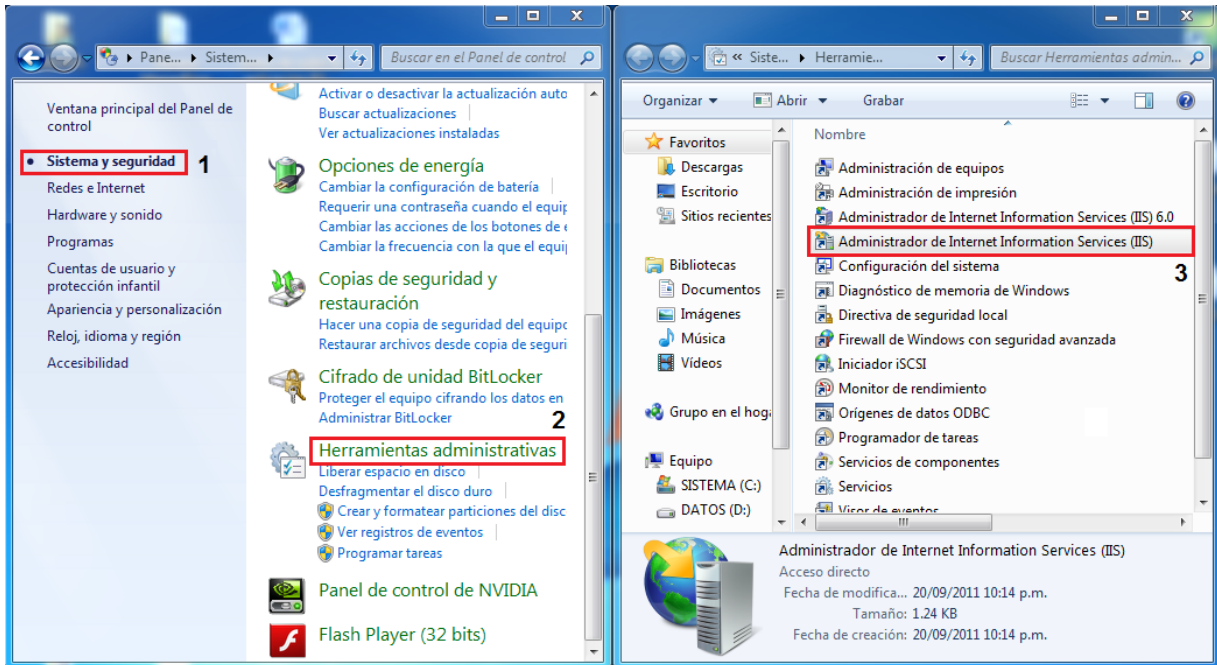 Pane... Sistem...
Buscar en el Panel de control
Ventana principal del Panel de
control
Sistema y seguridad 1
Redes e Internet
Hardware y sonido
Programas
Cuentas de usuario y
protección infantil
Apariencia y personalización
Reloj, idioma y región
Accesibilidad
Activar o desactivar la actualización auto
Buscar actualizaciones
Ver actualizaciones instaladas
Opciones de energía
Cambiar la configuración de batería
Requerir una contraseña cuando el equip
Cambiar las acciones de los botones de e
Cambiar la frecuencia con la que el equip
Copias de seguridad y
restauración
Hacer una copia de seguridad del equipo
Restaurar archivos desde copia de seguri
Cifrado de unidad BitLocker
Proteger el equipo cifrando los datos en
Administrar BitLocker 2
Herramientas administrativas
Liberar espacio en disco
Desfragmentar el disco duro
Crear y formatear particiones del disc
Ver registros de eventos
Programar tareas
Panel de control de NVIDIA
Flash Player (32 bits)
« Siste... Herramie...
Buscar Herramientas admin...
Organizar Abrir Grabar
Favoritos
Descargas
Escritorio
Sitios recientes
Bibliotecas
Documentos
Imágenes
Música
Vídeos
Grupo en el hoga
Equipo
SISTEMA (C:)
DATOS (D:)
Nombre
Administración de equipos
Administración de impresión
Administrador de Internet Information Services (IIS) 6.0
Administrador de Internet Information Services (IIS)
Configuración del sistema 3
Diagnóstico de memoria de Windows
Directiva de seguridad local
Firewall de Windows con seguridad avanzada
Iniciador iSCSI
Monitor de rendimiento
Orígenes de datos ODBC
Programador de tareas
Servicios de componentes
Servicios
Visor de eventos
Administrador de Internet Information Services (IIS)
Acceso directo
Fecha de modifica... 20/09/2011 10:14 p.m.
Tamaño: 1.24 KB
Fecha de creación: 20/09/2011 10:14 p.m.